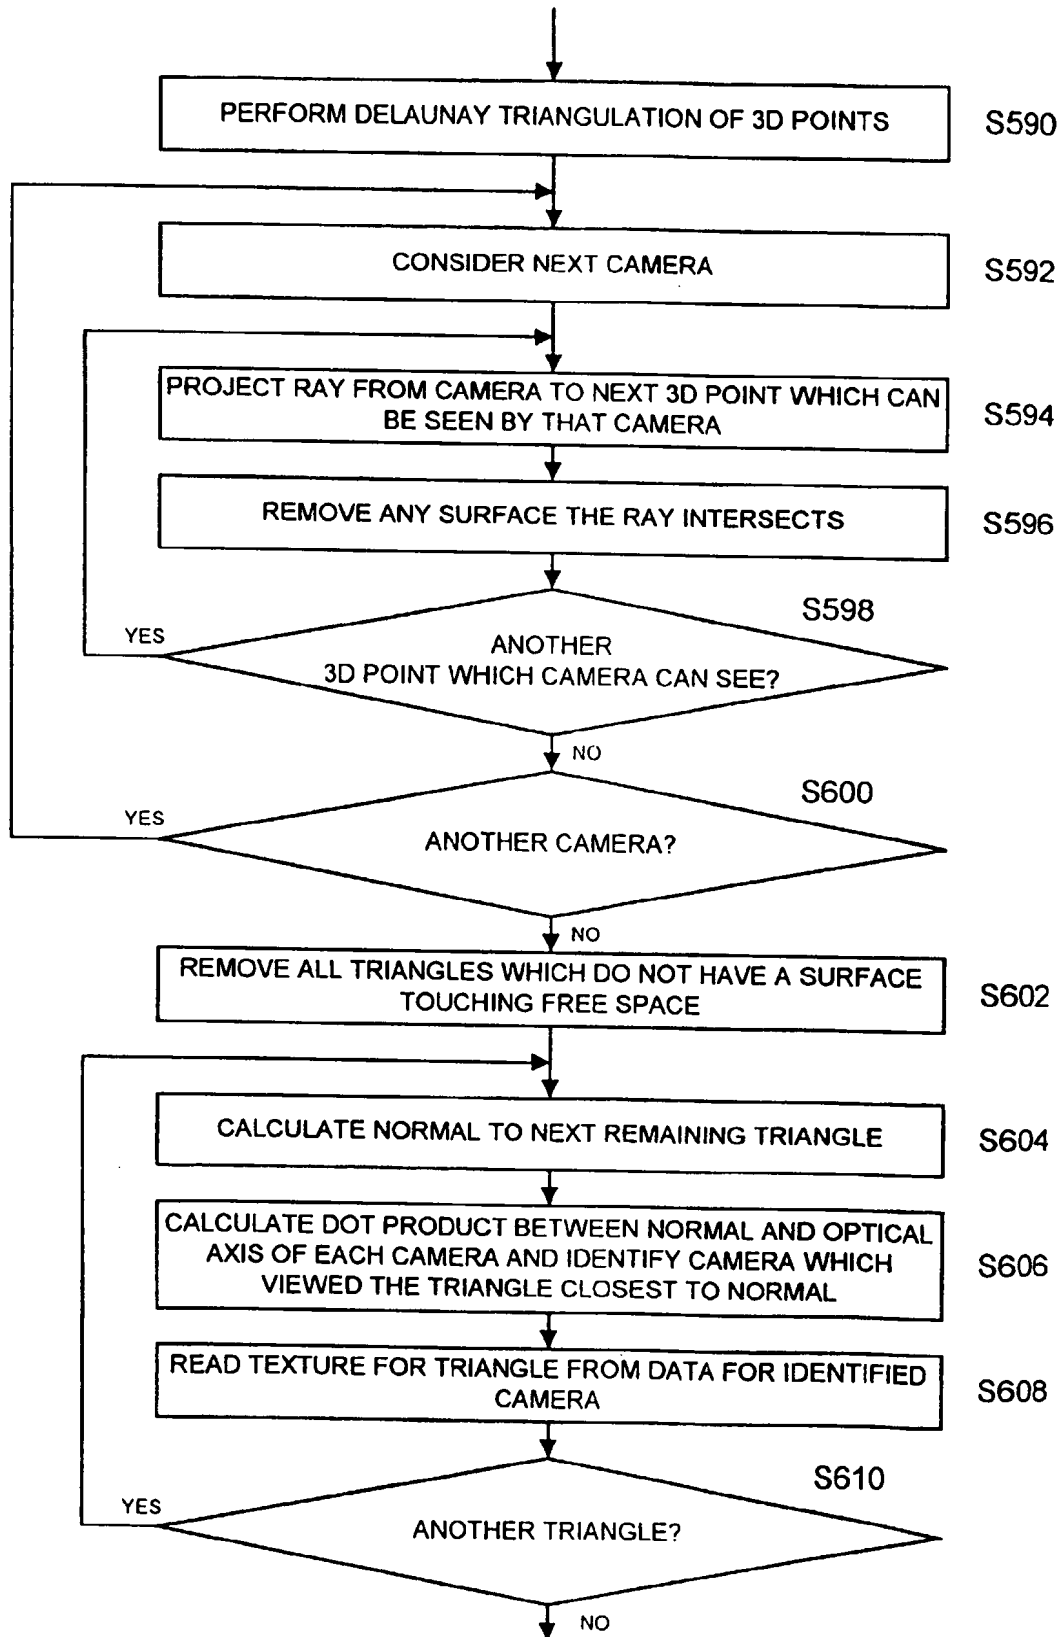 PERFORM DELAUNAY TRIANGULATION OF 3D POINTS
S590
CONSIDER NEXT CAMERA
S592
PROJECT RAY FROM CAMERA TO NEXT 3D POINT WHICH CAN
BE SEEN BY THAT CAMERA
S594
REMOVE ANY SURFACE THE RAY INTERSECTS
S596
S598
YES
ANOTHER
3D POINT WHICH CAMERA CAN SEE?
NO
S600
YES
ANOTHER CAMERA?
NO
REMOVE ALL TRIANGLES WHICH DO NOT HAVE A SURFACE
TOUCHING FREE SPACE
S602
CALCULATE NORMAL TO NEXT REMAINING TRIANGLE
S604
CALCULATE DOT PRODUCT BETWEEN NORMAL AND OPTICAL
AXIS OF EACH CAMERA AND IDENTIFY CAMERA WHICH
VIEWED THE TRIANGLE CLOSEST TO NORMAL
S606
READ TEXTURE FOR TRIANGLE FROM DATA FOR IDENTIFIED
CAMERA
S608
S610
YES
ANOTHER TRIANGLE?
NO